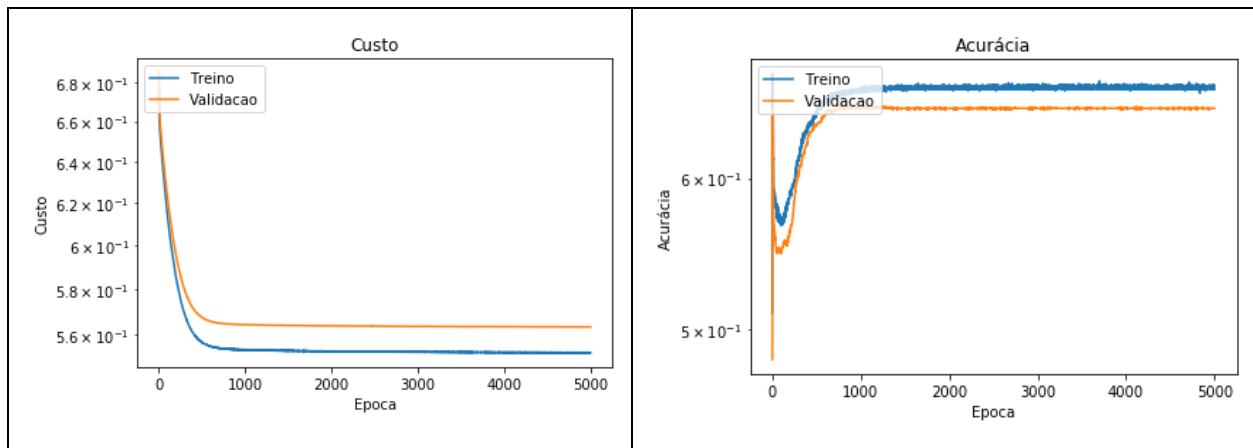 Custo
Treino
Validacao
6.8 × 10⁻¹
6.6 × 10⁻¹
6.4 × 10⁻¹
6.2 × 10⁻¹
6 × 10⁻¹
5.8 × 10⁻¹
5.6 × 10⁻¹
Custo
0 1000 2000 3000 4000 5000
Epoca
Acurácia
Treino
Validacao
6 × 10⁻¹
5 × 10⁻¹
Acurácia
0 1000 2000 3000 4000 5000
Epoca